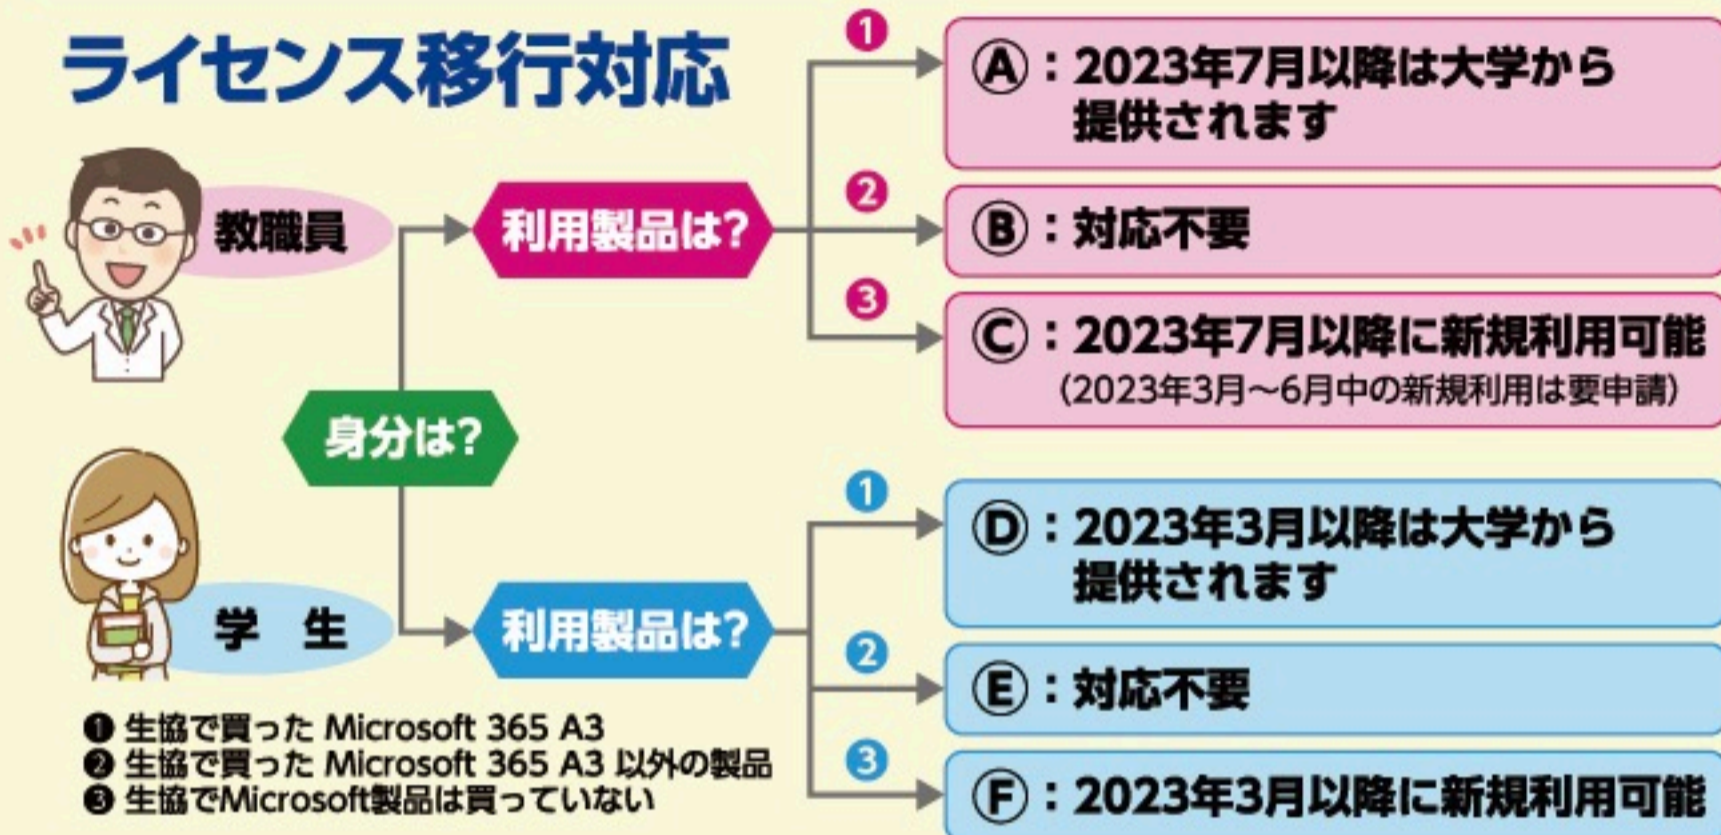 ライセンス移行対応
教職員
身分は?
学 生
利用製品は?
❶
Ⓐ:2023年7月以降は大学から
提供されます
❷
Ⓑ:対応不要
❸
Ⓒ:2023年7月以降に新規利用可能
(2023年3月~6月中の新規利用は要申請)
利用製品は?
❶
Ⓓ:2023年3月以降は大学から
提供されます
❷
Ⓔ:対応不要
❸
Ⓕ:2023年3月以降に新規利用可能
❶ 生協で買った Microsoft 365 A3
❷ 生協で買った Microsoft 365 A3 以外の製品
❸ 生協でMicrosoft製品は買っていない